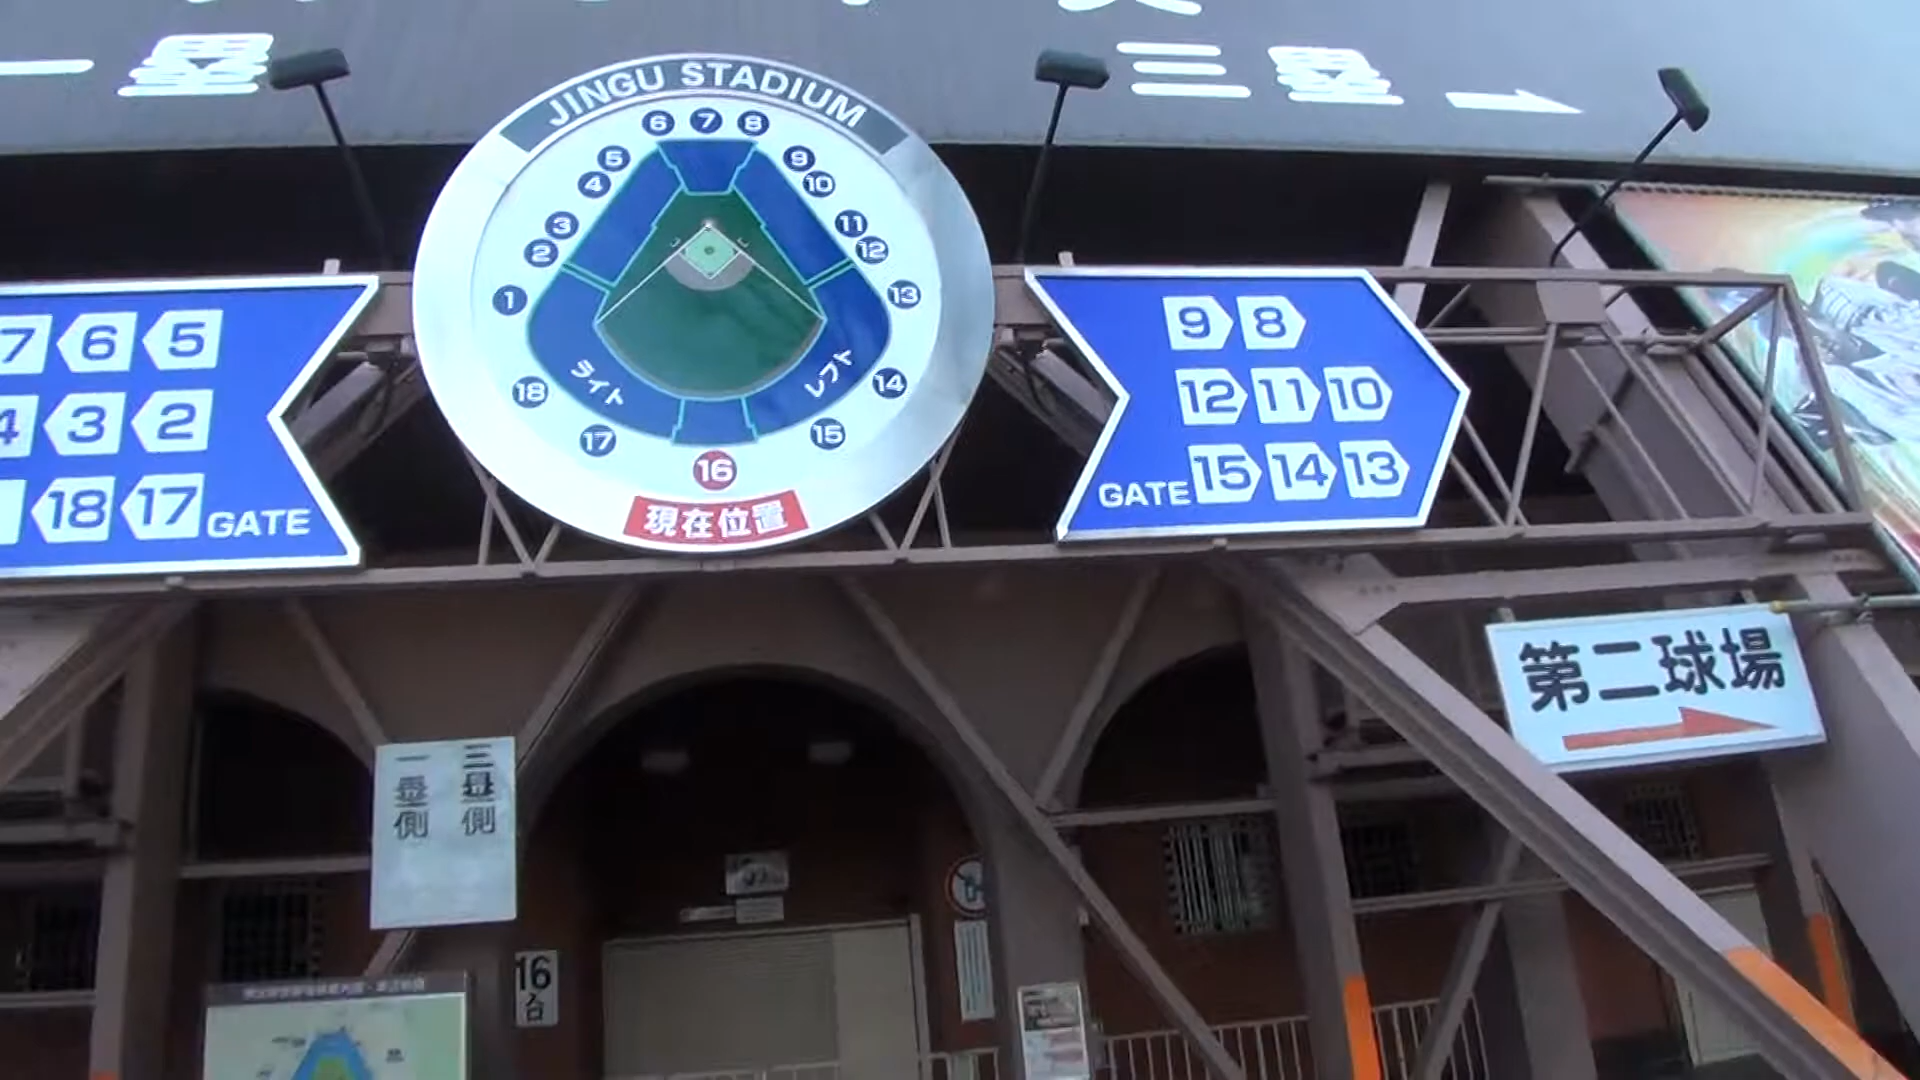 一塁
三塁
JINGU STADIUM
6 7 8
5 9
4 10
3 11
2 12
1 13
18 14
17 15
16
ライト
レフト
現在位置
7 6 5
4 3 2
18 17 GATE
9 8
12 11 10
GATE 15 14 13
第二球場
三塁側
一塁側
16